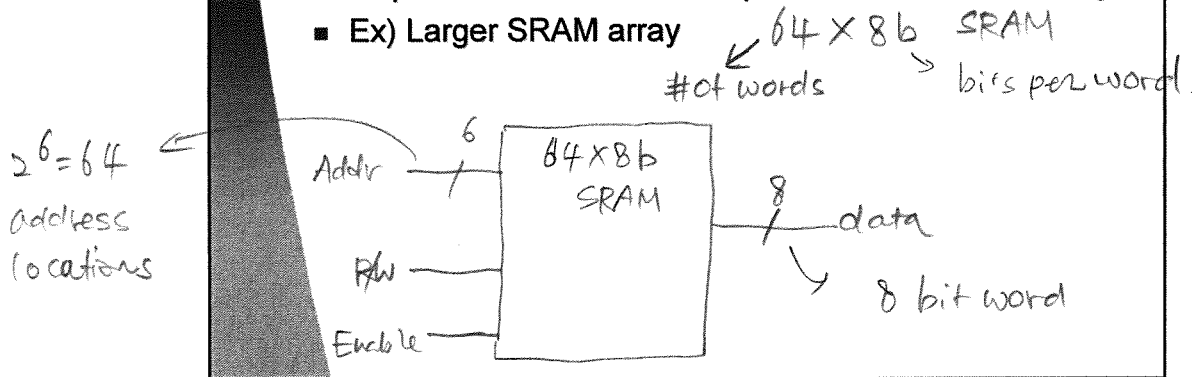 ■ Ex) Larger SRAM array
64 X 8b SRAM
#of words
bits per word.
2^6=64
address
locations
Addr
6
64X8b
SRAM
8
data
R/W
8 bit word
Enable